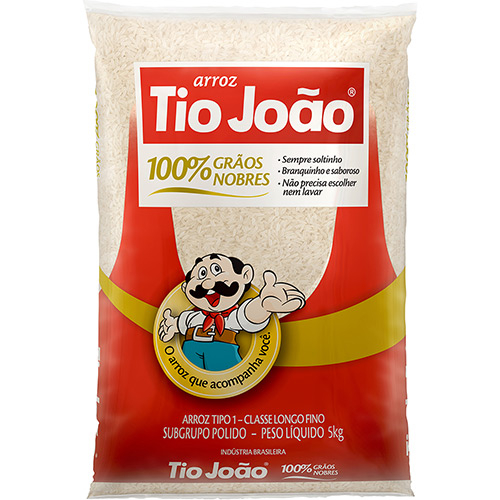 arroz
Tio João®
100% GRÃOS
NOBRES
• Sempre soltinho
• Branquinho e saboroso
• Não precisa escolher
nem lavar
O arroz que acompanha você.
ARROZ TIPO 1 – CLASSE LONGO FINO
SUBGRUPO POLIDO – PESO LÍQUIDO 5kg
INDÚSTRIA BRASILEIRA
Tio João® 100% GRÃOS
NOBRES